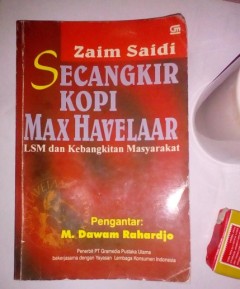 Zaim Saidi
SECANGKIR
KOPI
MAX HAVELAAR
LSM dan Kebangkitan Masyarakat
Pengantar:
M. Dawam Rahardjo
Penerbit PT Gramedia Pustaka Utama
bekerjasama dengan Yayasan Lembaga Konsumen Indonesia